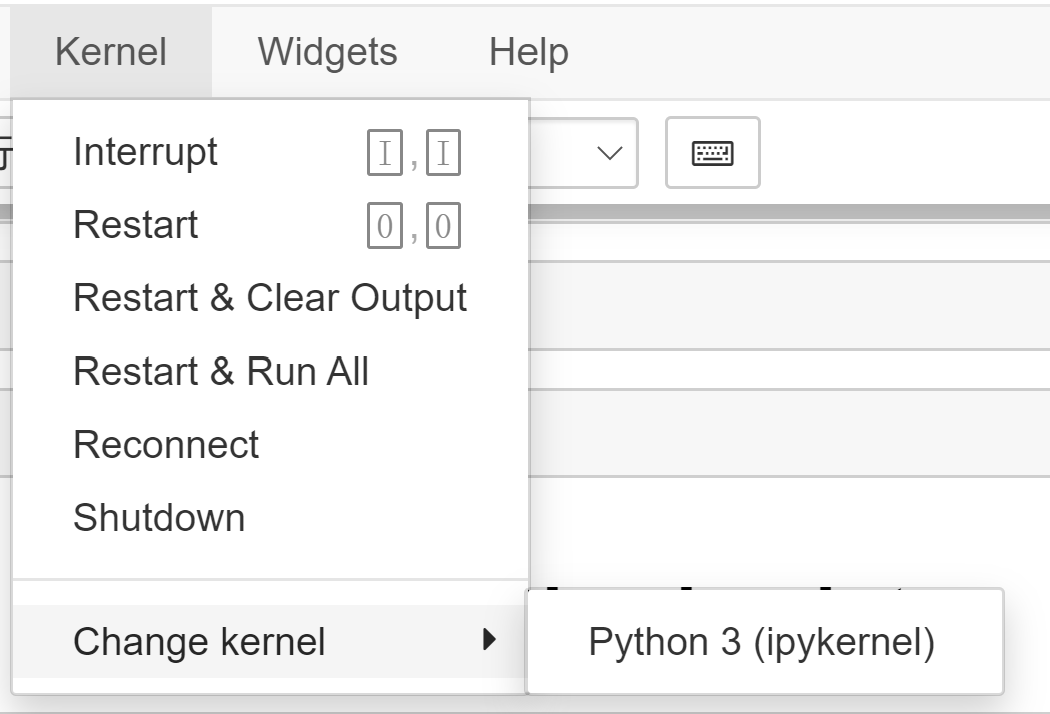 Kernel Widgets Help
Interrupt I,I
Restart 0,0
Restart & Clear Output
Restart & Run All
Reconnect
Shutdown
Change kernel Python 3 (ipykernel)